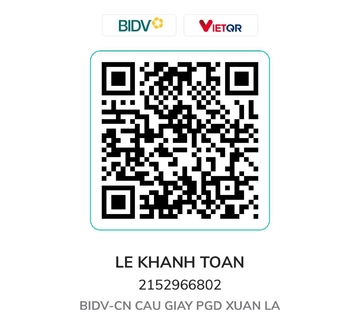 BIDV VIETQR
LE KHANH TOAN
2152966802
BIDV-CN CAU GIAY PGD XUAN LA